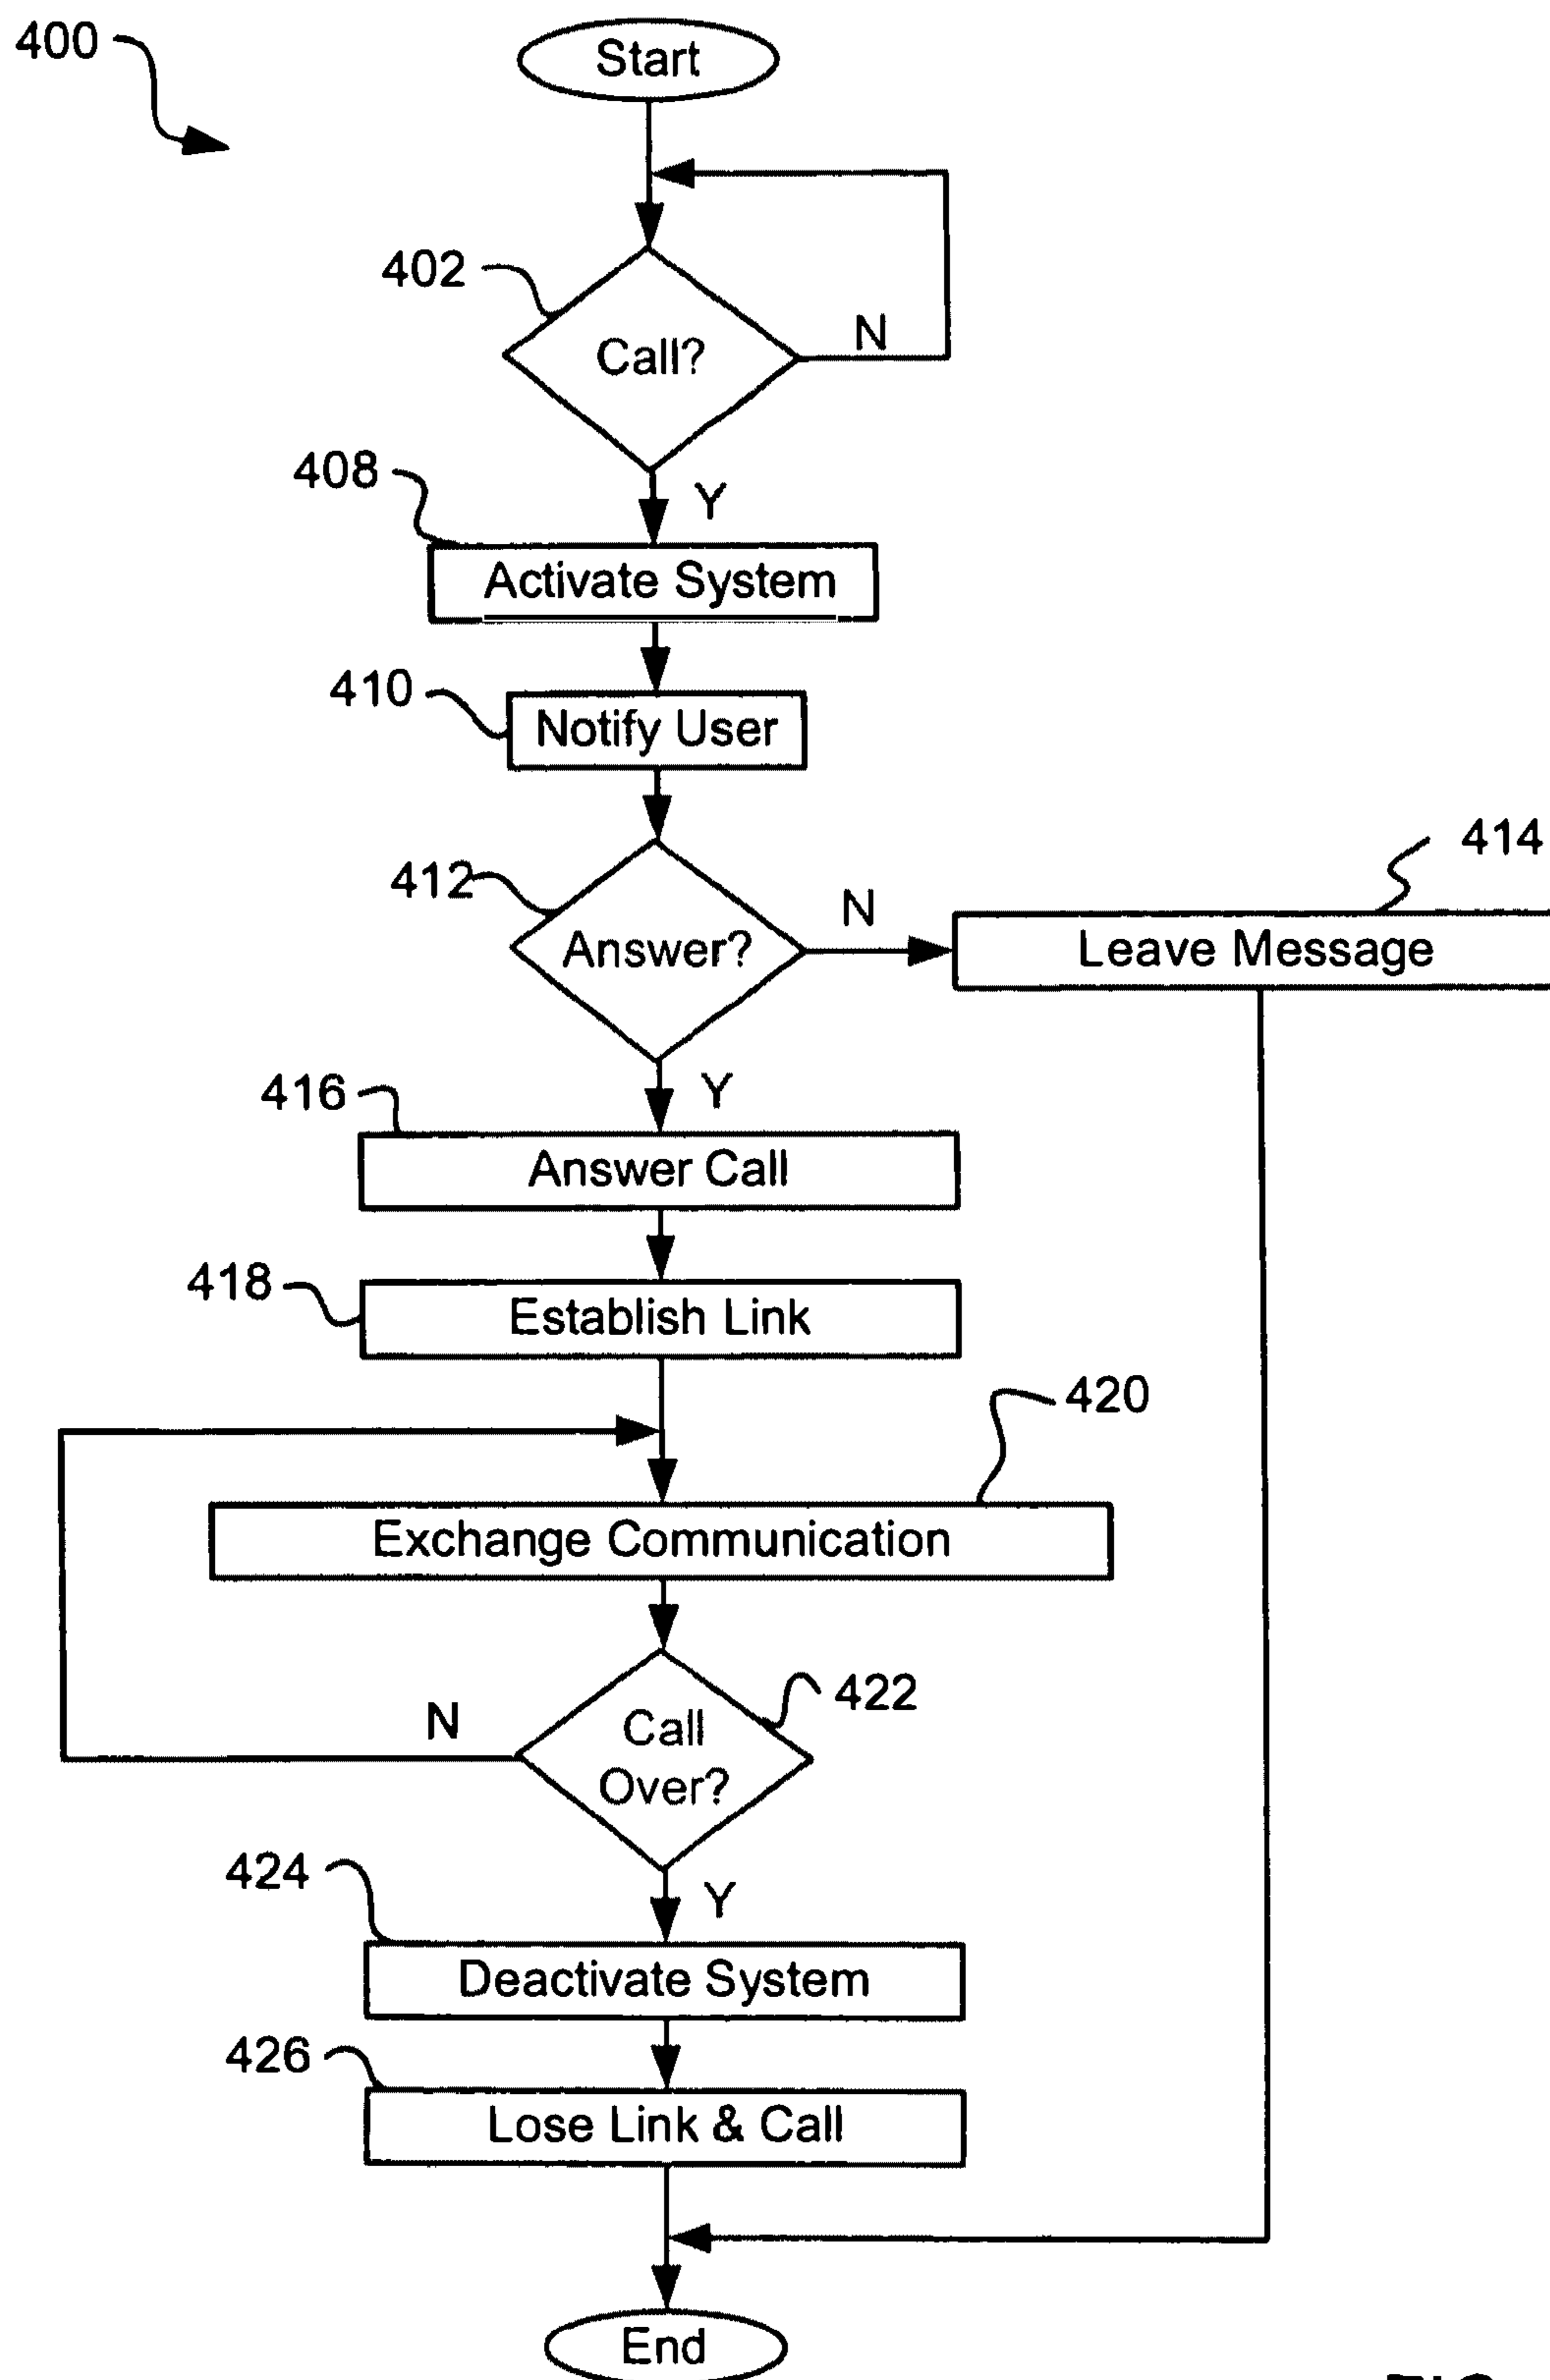 400
Start
402
Call?
N
408
Y
Activate System
410
Notify User
412
Answer?
N
414
Leave Message
416
Y
Answer Call
418
Establish Link
420
Exchange Communication
422
N
Call
Over?
424
Y
Deactivate System
426
Lose Link & Call
End